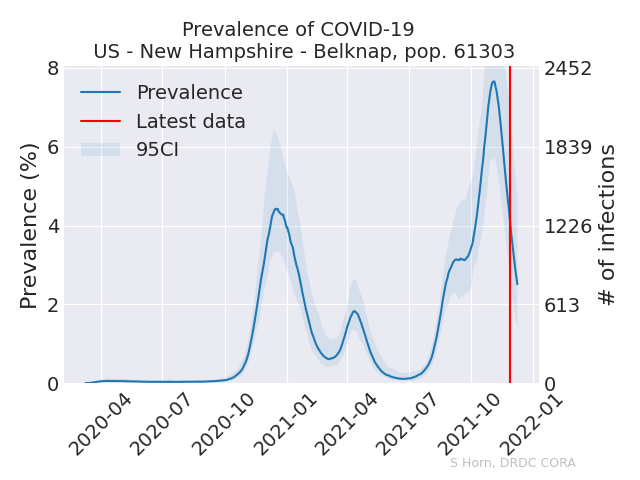 Prevalence of COVID-19
US - New Hampshire - Belknap, pop. 61303
8
6
4
2
0
Prevalence (%)
Prevalence
Latest data
95CI
2452
1839
1226
613
0
# of infections
2020-04
2020-07
2020-10
2021-01
2021-04
2021-07
2021-10
2022-01
S Horn, DRDC CORA